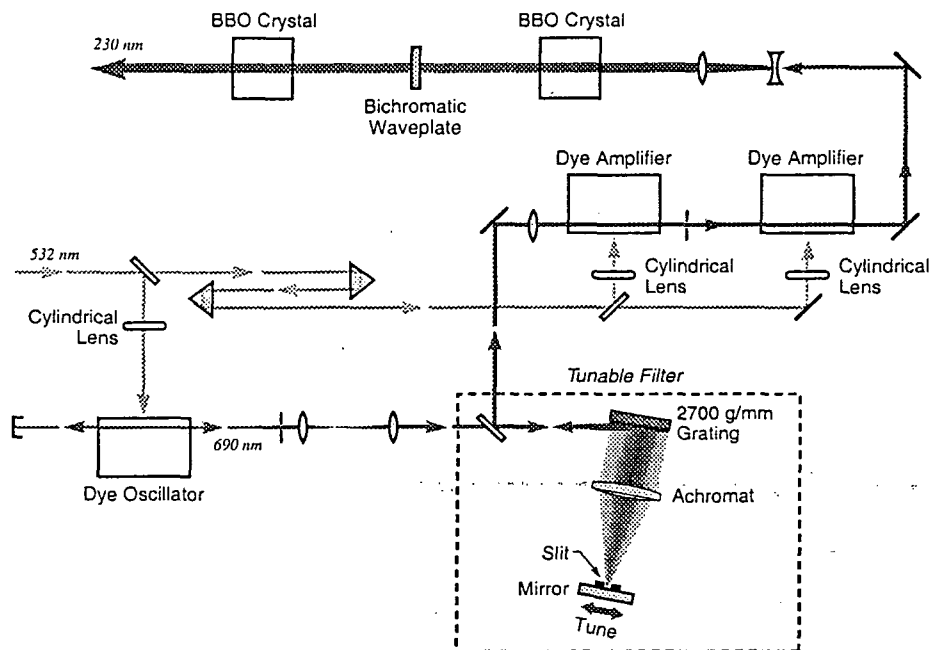 BBO Crystal
BBO Crystal
230 nm
Bichromatic
Waveplate
Dye Amplifier
Dye Amplifier
532 nm
Cylindrical
Lens
Cylindrical
Lens
Cylindrical
Lens
Tunable Filter
2700 g/mm
Grating
690 nm
Dye Oscillator
Achromat
Slit
Mirror
Tune